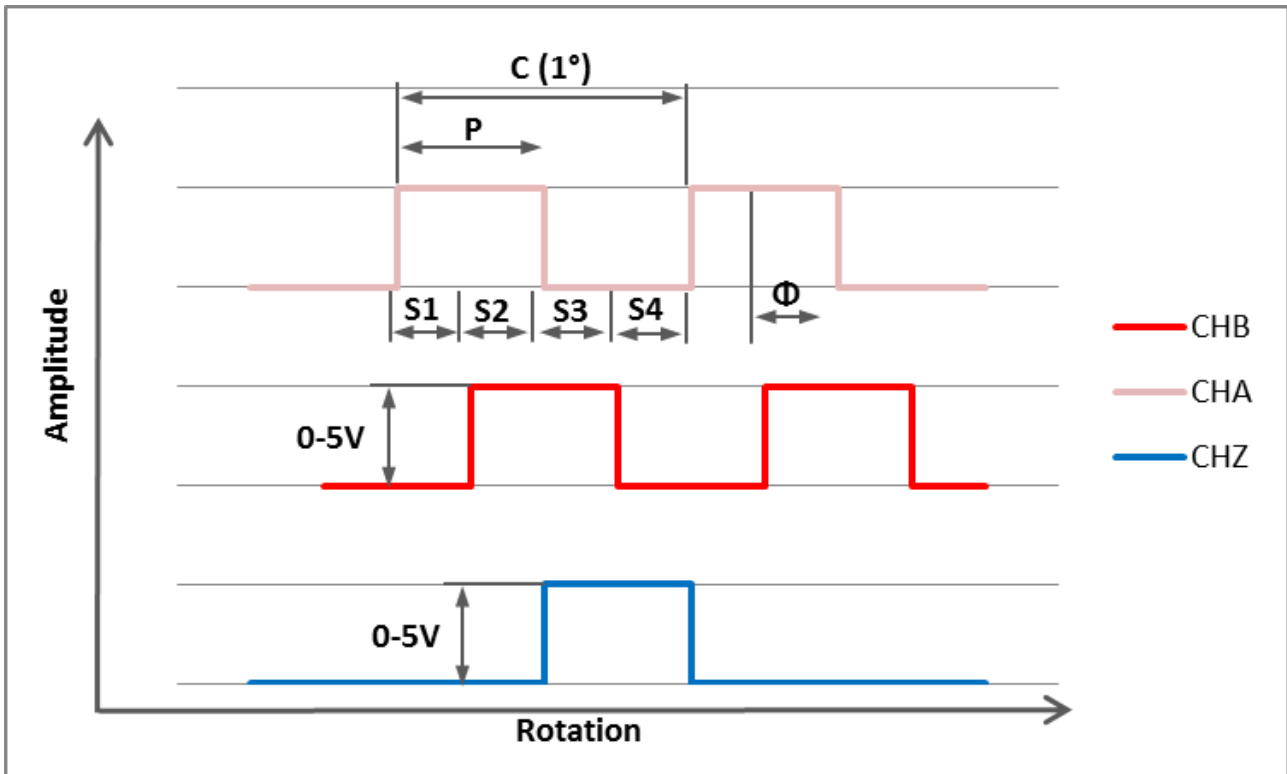 C (1°)
P
S1
S2
S3
S4
Φ
0-5V
0-5V
Amplitude
Rotation
CHB
CHA
CHZ